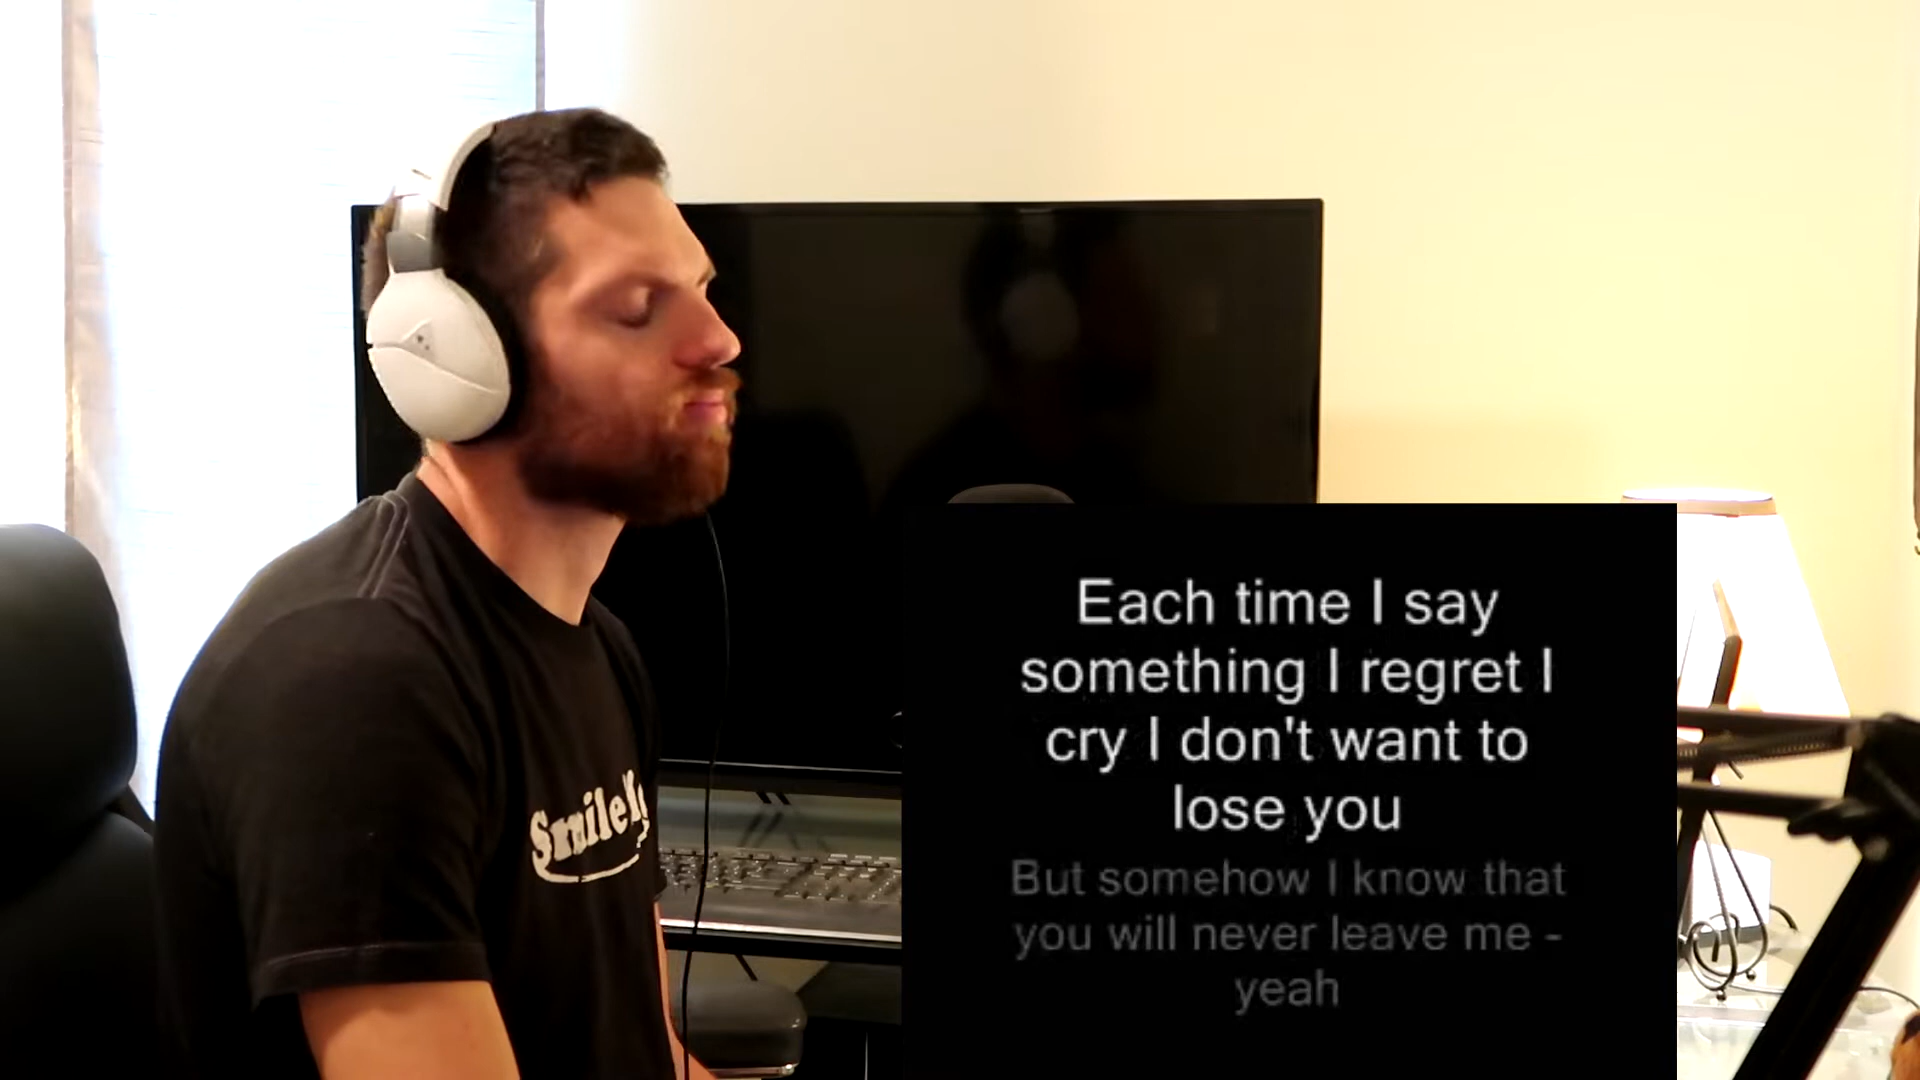 Each time I say
something I regret I
cry I don't want to
lose you
But somehow I know that
you will never leave me -
yeah